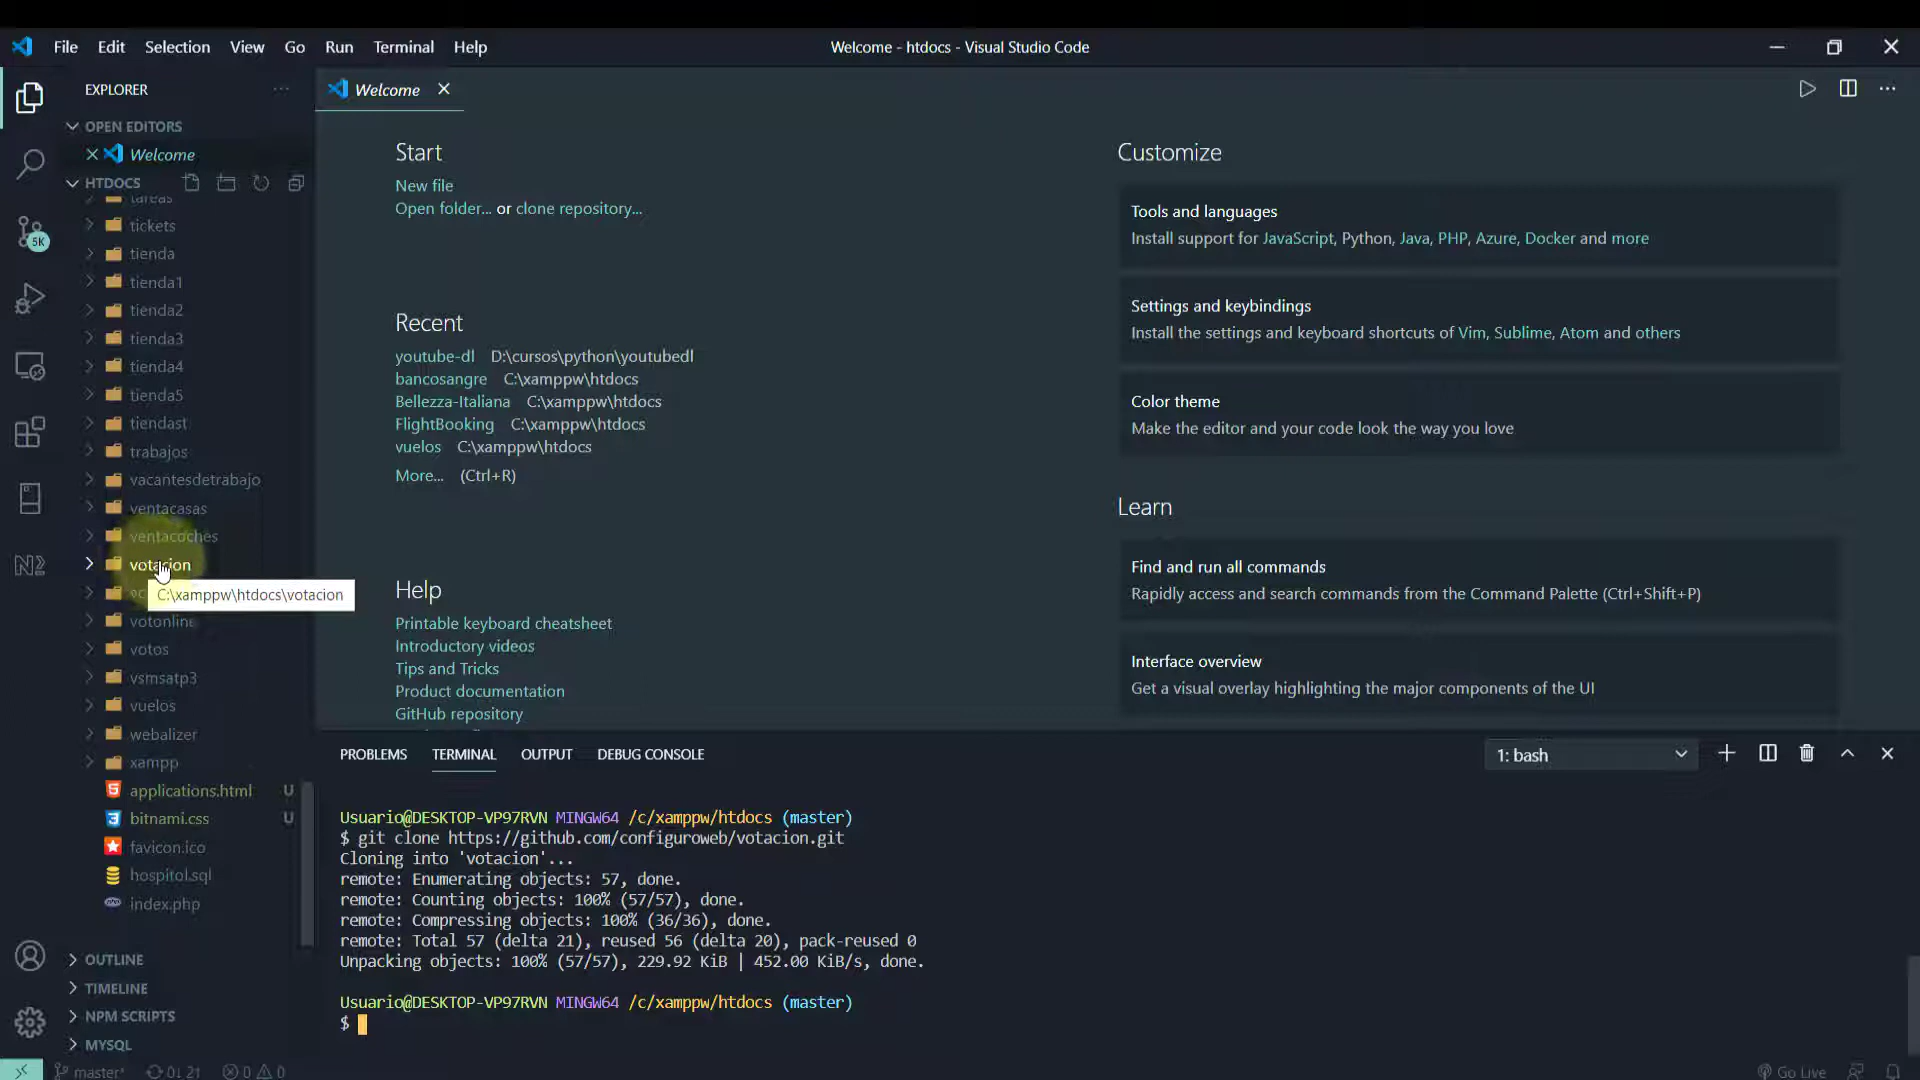 File Edit Selection View Go Run Terminal Help
Welcome - htdocs - Visual Studio Code
EXPLORER
OPEN EDITORS
Welcome
HTDOCS
tareas
tickets
tienda
tienda1
tienda2
tienda3
tienda4
tienda5
tiendast
trabajos
vacantesdetrabajo
ventacasas
ventacoches
votacion
C:\xamppw\htdocs\votacion
votonline
votos
vsmsatp3
vuelos
webalizer
xampp
applications.html U
bitnami.css U
favicon.ico
hospitol.sql
index.php
OUTLINE
TIMELINE
NPM SCRIPTS
MYSQL
5K
Welcome
Start
New file
Open folder... or clone repository...
Recent
youtube-dl D:\cursos\python\youtubedl
bancosangre C:\xamppw\htdocs
Bellezza-Italiana C:\xamppw\htdocs
FlightBooking C:\xamppw\htdocs
vuelos C:\xamppw\htdocs
More... (Ctrl+R)
Help
Printable keyboard cheatsheet
Introductory videos
Tips and Tricks
Product documentation
GitHub repository
Customize
Tools and languages
Install support for JavaScript, Python, Java, PHP, Azure, Docker and more
Settings and keybindings
Install the settings and keyboard shortcuts of Vim, Sublime, Atom and others
Color theme
Make the editor and your code look the way you love
Learn
Find and run all commands
Rapidly access and search commands from the Command Palette (Ctrl+Shift+P)
Interface overview
Get a visual overlay highlighting the major components of the UI
PROBLEMS TERMINAL OUTPUT DEBUG CONSOLE
1: bash
Usuario@DESKTOP-VP97RVN MINGW64 /c/xamppw/htdocs (master)
$ git clone https://github.com/configuroweb/votacion.git
Cloning into 'votacion'...
remote: Enumerating objects: 57, done.
remote: Counting objects: 100% (57/57), done.
remote: Compressing objects: 100% (36/36), done.
remote: Total 57 (delta 21), reused 56 (delta 20), pack-reused 0
Unpacking objects: 100% (57/57), 229.92 KiB | 452.00 KiB/s, done.
Usuario@DESKTOP-VP97RVN MINGW64 /c/xamppw/htdocs (master)
$
master* 0↓ 21 0 0
Go Live